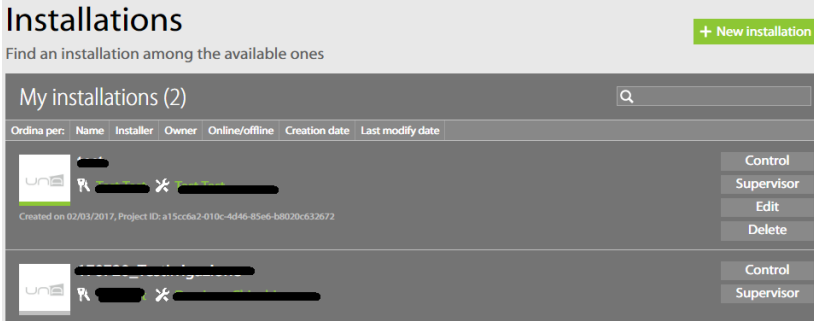 Installations
+ New installation
Find an installation among the available ones
My installations (2)
Ordina per: Name Installer Owner Online/offline Creation date Last modify date
una
Control
Supervisor
Edit
Delete
Created on 02/03/2017, Project ID: a15cc6a2-010c-4d46-85e6-b8020c632672
una
Control
Supervisor